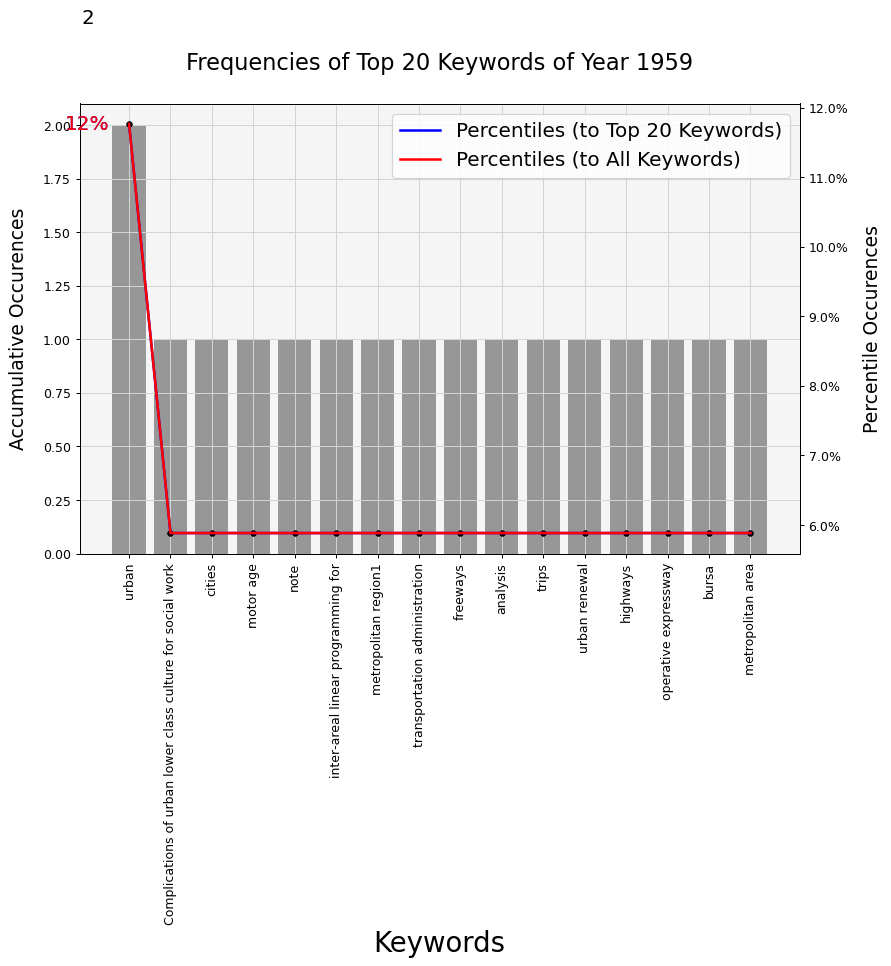 2
Frequencies of Top 20 Keywords of Year 1959
12%
Percentiles (to Top 20 Keywords)
Percentiles (to All Keywords)
Accumulative Occurences
2.00
1.75
1.50
1.25
1.00
0.75
0.50
0.25
0.00
12.0%
11.0%
10.0%
9.0%
8.0%
7.0%
6.0%
Percentile Occurences
urban
Complications of urban lower class culture for social work
cities
motor age
note
inter-areal linear programming for
metropolitan region1
transportation administration
freeways
analysis
trips
urban renewal
highways
operative expressway
bursa
metropolitan area
Keywords